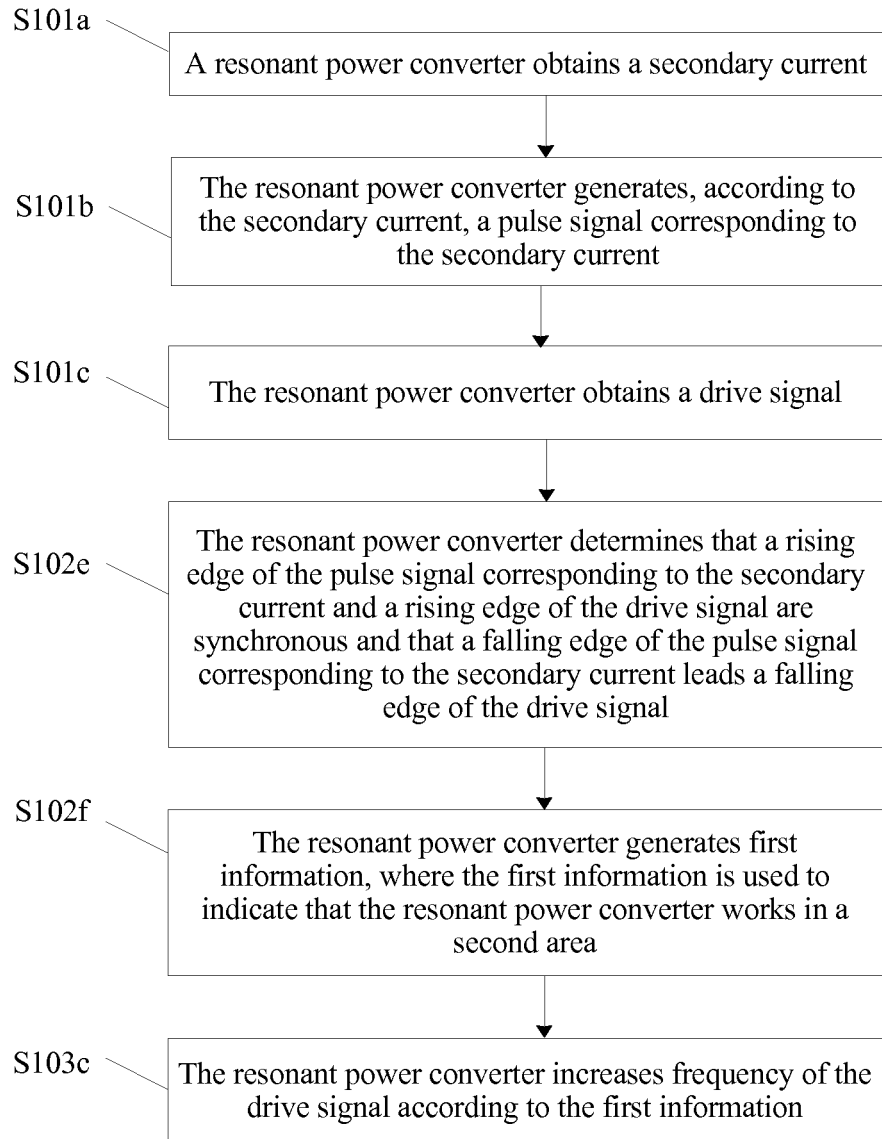 S101a
A resonant power converter obtains a secondary current
S101b
The resonant power converter generates, according to
the secondary current, a pulse signal corresponding to
the secondary current
S101c
The resonant power converter obtains a drive signal
S102e
The resonant power converter determines that a rising
edge of the pulse signal corresponding to the secondary
current and a rising edge of the drive signal are
synchronous and that a falling edge of the pulse signal
corresponding to the secondary current leads a falling
edge of the drive signal
S102f
The resonant power converter generates first
information, where the first information is used to
indicate that the resonant power converter works in a
second area
S103c
The resonant power converter increases frequency of the
drive signal according to the first information